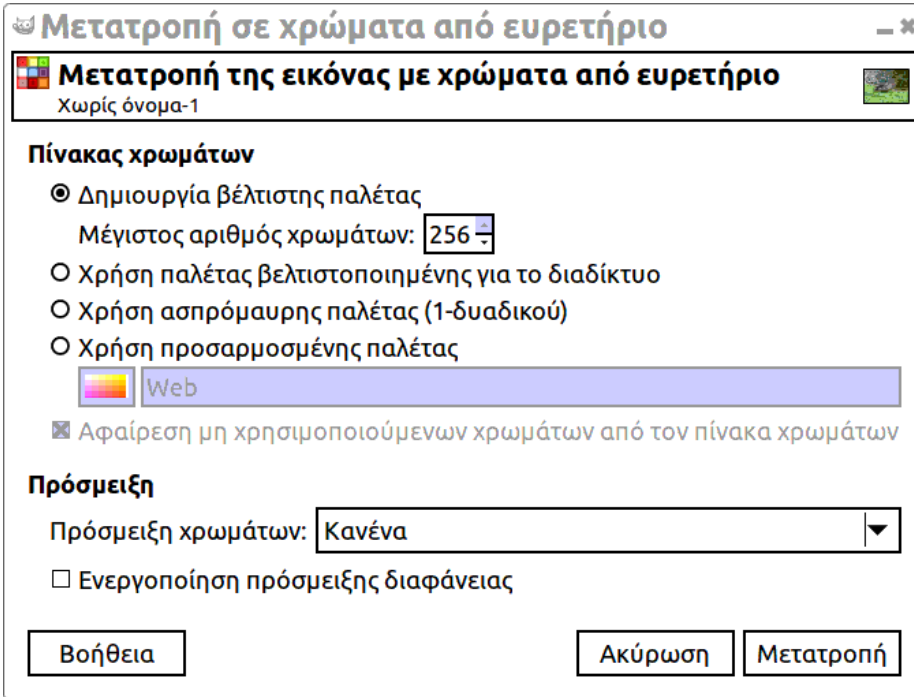 Μετατροπή σε χρώματα από ευρετήριο
Μετατροπή της εικόνας με χρώματα από ευρετήριο
Χωρίς όνομα-1
Πίνακας χρωμάτων
Δημιουργία βέλτιστης παλέτας
Μέγιστος αριθμός χρωμάτων: 256
Χρήση παλέτας βελτιστοποιημένης για το διαδίκτυο
Χρήση ασπρόμαυρης παλέτας (1-δυαδικού)
Χρήση προσαρμοσμένης παλέτας
Web
Αφαίρεση μη χρησιμοποιούμενων χρωμάτων από τον πίνακα χρωμάτων
Πρόσμειξη
Πρόσμειξη χρωμάτων: Κανένα
Ενεργοποίηση πρόσμειξης διαφάνειας
Βοήθεια Ακύρωση Μετατροπή